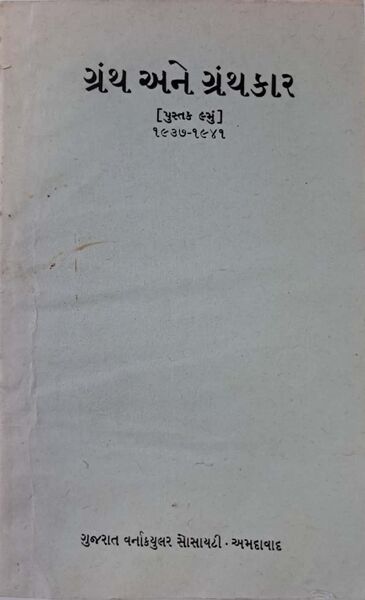 ગ્રંથ અને ગ્રંથકાર
[પુસ્તક ૯મું]
૧૯૩૭-૧૯૪૧
ગુજરાત વર્નાક્યુલર સોસાયટી · અમદાવાદ